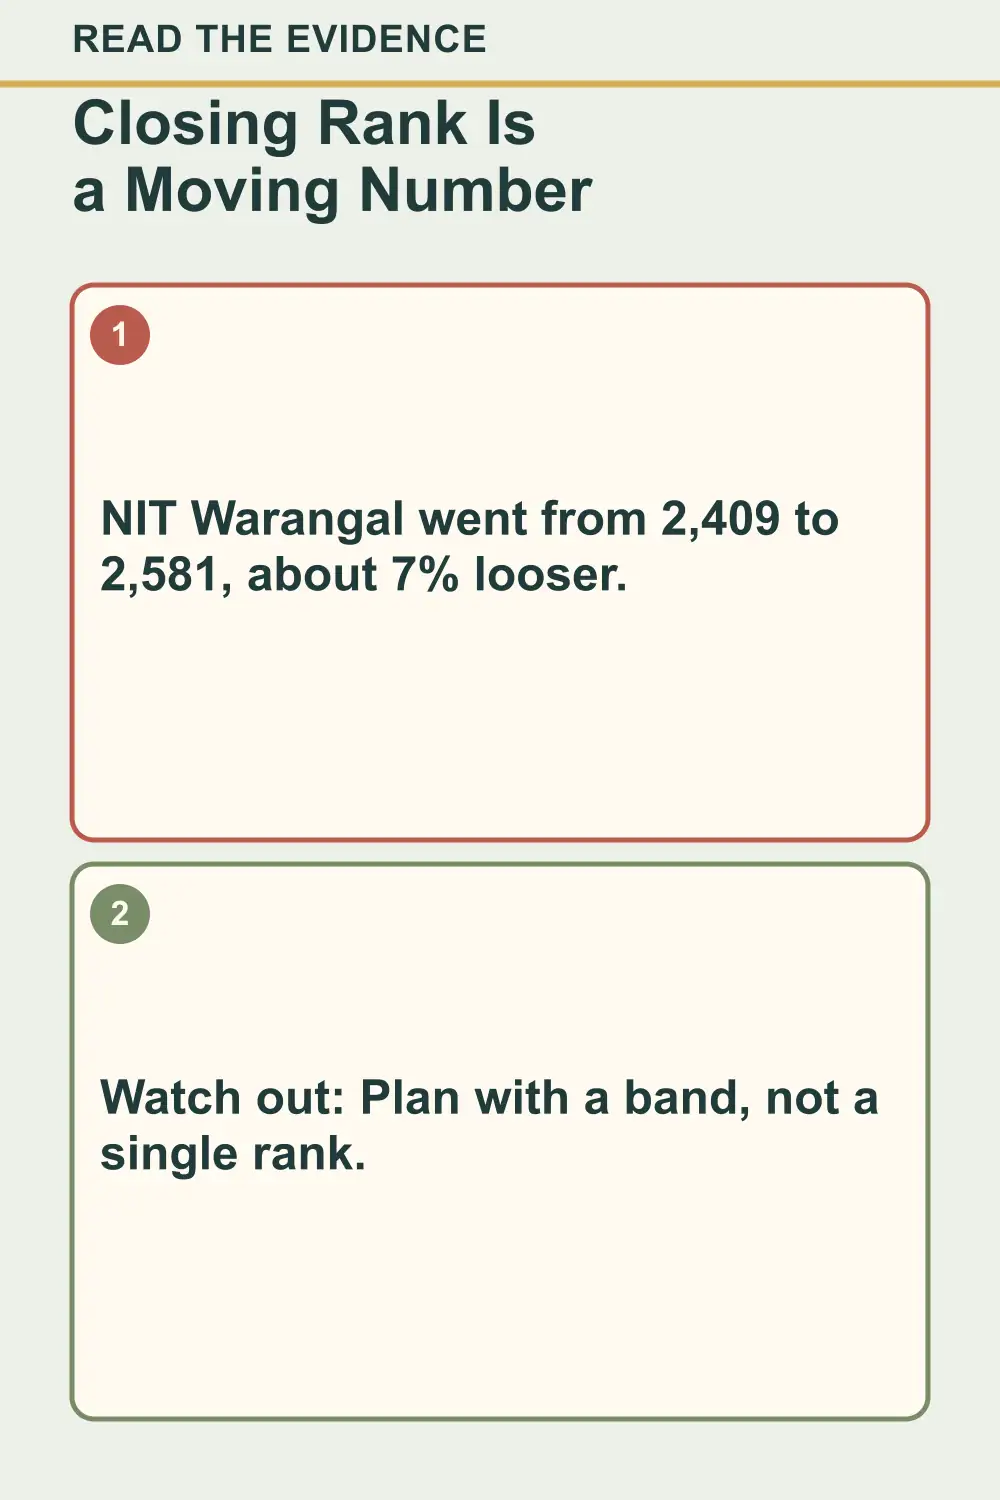 READ THE EVIDENCE
Closing Rank Is
a Moving Number
1
NIT Warangal went from 2,409 to
2,581, about 7% looser.
2
Watch out: Plan with a band, not a
single rank.